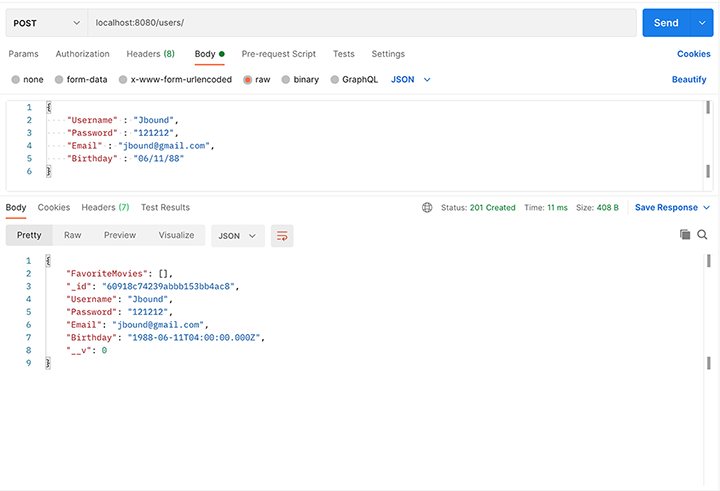 POST localhost:8080/users/ Send
Params Authorization Headers (8) Body Pre-request Script Tests Settings Cookies
none form-data x-www-form-urlencoded raw binary GraphQL JSON Beautify
1 {
2 "Username" : "Jbound",
3 "Password" : "121212",
4 "Email" : "jbound@gmail.com",
5 "Birthday" : "06/11/88"
6 }
Body Cookies Headers (7) Test Results Status: 201 Created Time: 11 ms Size: 408 B Save Response
Pretty Raw Preview Visualize JSON
1 {
2 "FavoriteMovies": [],
3 "_id": "60918c74239abbb153bb4ac8",
4 "Username": "Jbound",
5 "Password": "121212",
6 "Email": "jbound@gmail.com",
7 "Birthday": "1988-06-11T04:00:00.000Z",
8 "__v": 0
9 }